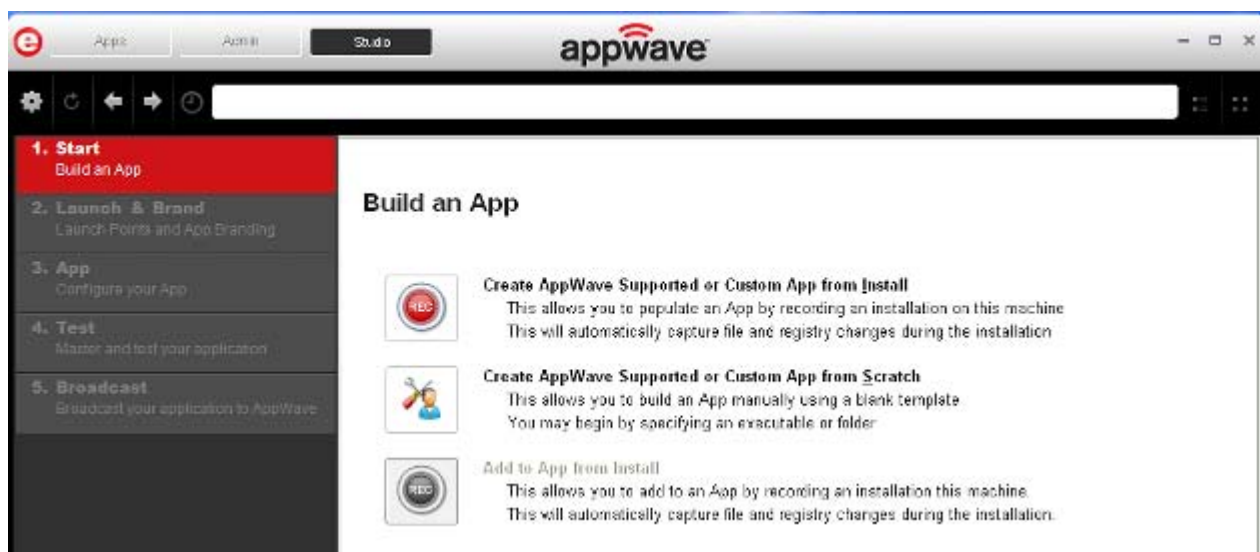 e
Apps
Admin
Studio
appwave
1. Start
Build an App
2. Launch & Brand
Launch Points and App Branding
3. App
Configure your App
4. Test
Master and test your application
5. Broadcast
Broadcast your application to AppWave
Build an App
REC
Create AppWave Supported or Custom App from Install
This allows you to populate an App by recording an installation on this machine
This will automatically capture file and registry changes during the installation
Create AppWave Supported or Custom App from Scratch
This allows you to build an App manually using a blank template
You may begin by specifying an executable or folder
REC
Add to App from Install
This allows you to add to an App by recording an installation this machine.
This will automatically capture file and registry changes during the installation.